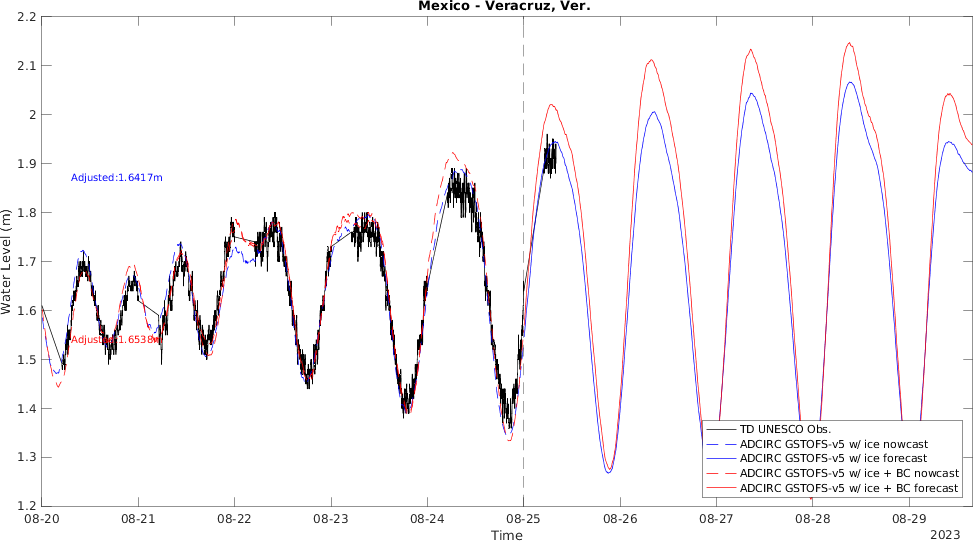 Mexico - Veracruz, Ver.
2.2
2.1
2
1.9
1.8
1.7
1.6
1.5
1.4
1.3
1.2
Water Level (m)
Adjusted:1.6417m
Adjusted:1.6538m
TD UNESCO Obs.
ADCIRC GSTOFS-v5 w/ ice nowcast
ADCIRC GSTOFS-v5 w/ ice forecast
ADCIRC GSTOFS-v5 w/ ice + BC nowcast
ADCIRC GSTOFS-v5 w/ ice + BC forecast
08-20 08-21 08-22 08-23 08-24 08-25 08-26 08-27 08-28 08-29
Time
2023